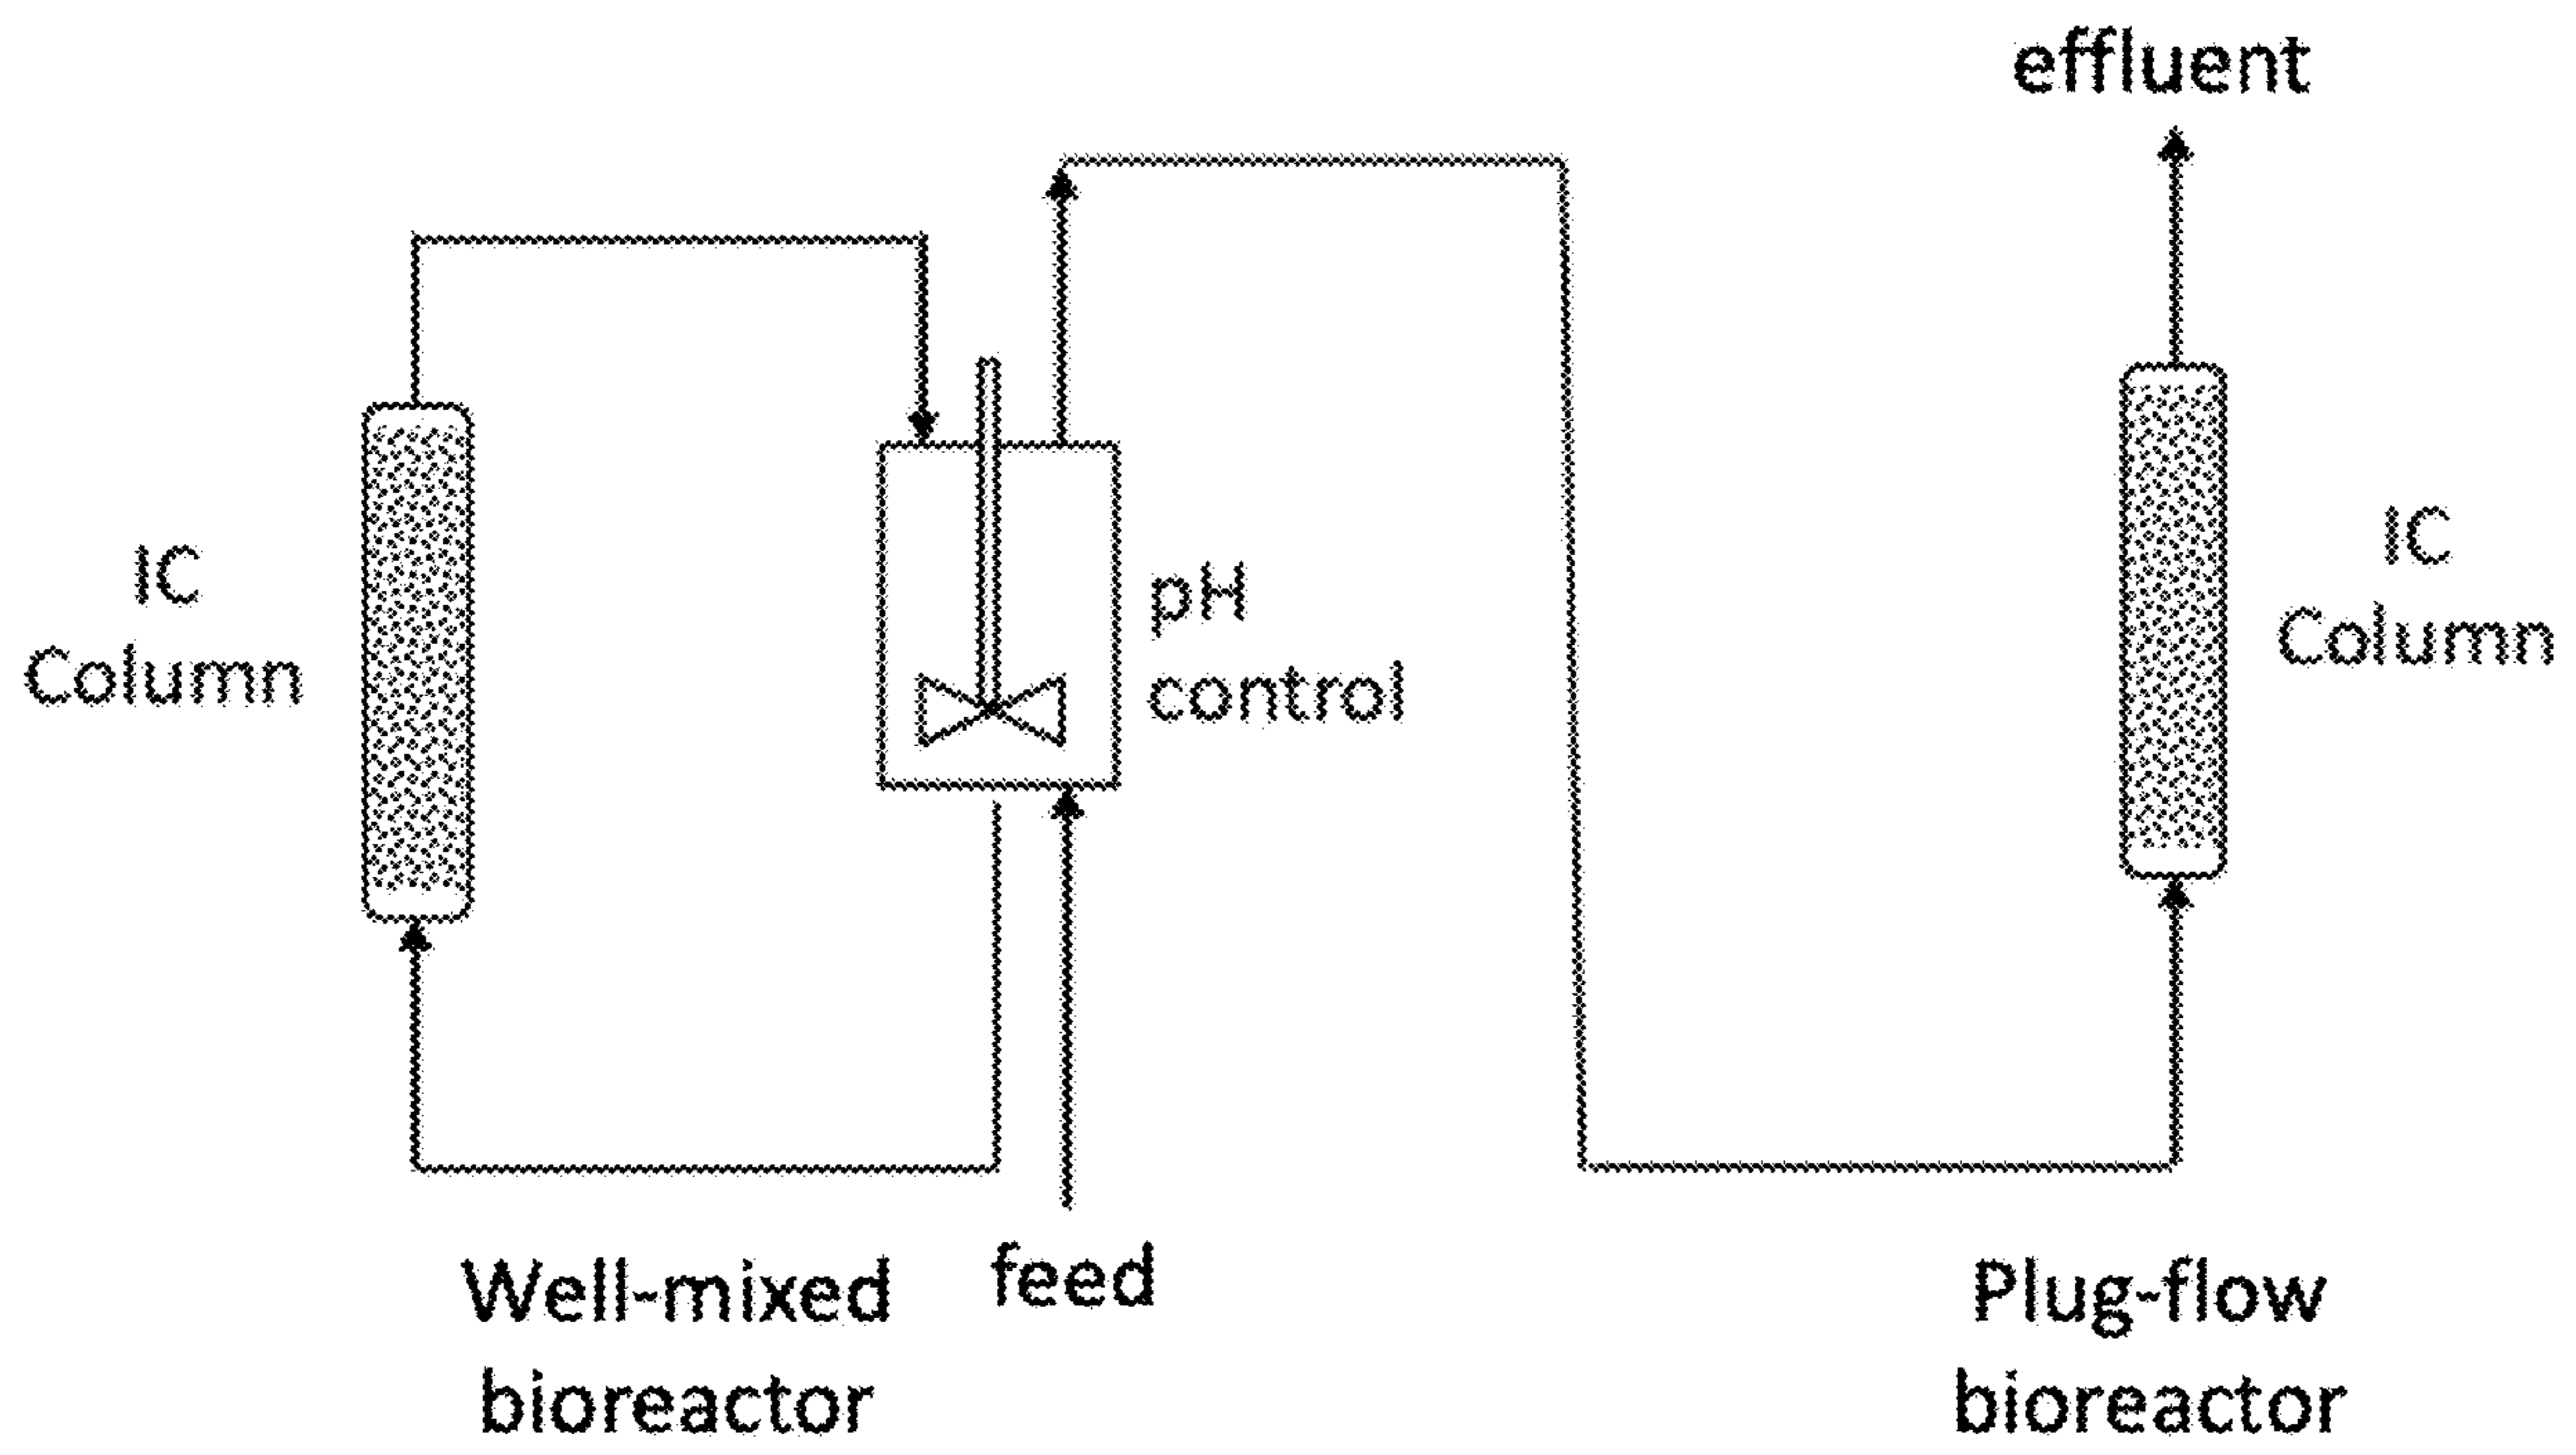 effluent
IC
Column
pH
control
IC
Column
feed
Well-mixed
bioreactor
Plug-flow
bioreactor